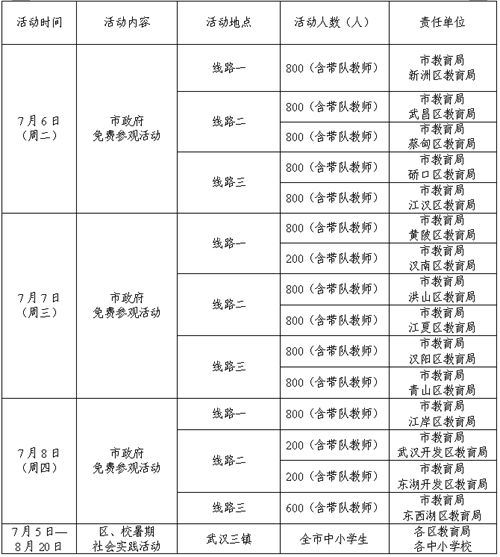 活动时间 活动内容 活动地点 活动人数（人） 责任单位
7月6日
（周二）
市政府
免费参观活动
线路一
800（含带队教师）
市教育局
新洲区教育局
线路二
800（含带队教师）
市教育局
武昌区教育局
800（含带队教师）
市教育局
蔡甸区教育局
线路三
800（含带队教师）
市教育局
硚口区教育局
800（含带队教师）
市教育局
江汉区教育局
7月7日
（周三）
市政府
免费参观活动
线路一
800（含带队教师）
市教育局
黄陂区教育局
200（含带队教师）
市教育局
汉南区教育局
线路二
800（含带队教师）
市教育局
洪山区教育局
800（含带队教师）
市教育局
江夏区教育局
线路三
800（含带队教师）
市教育局
汉阳区教育局
800（含带队教师）
市教育局
青山区教育局
7月8日
（周四）
市政府
免费参观活动
线路一
800（含带队教师）
市教育局
江岸区教育局
线路二
200（含带队教师）
市教育局
武汉开发区教育局
200（含带队教师）
市教育局
东湖开发区教育局
线路三
600（含带队教师）
市教育局
东西湖区教育局
7月5日—
8月20日
区、校暑期
社会实践活动
武汉三镇
全市中小学生
各区教育局
各中小学校